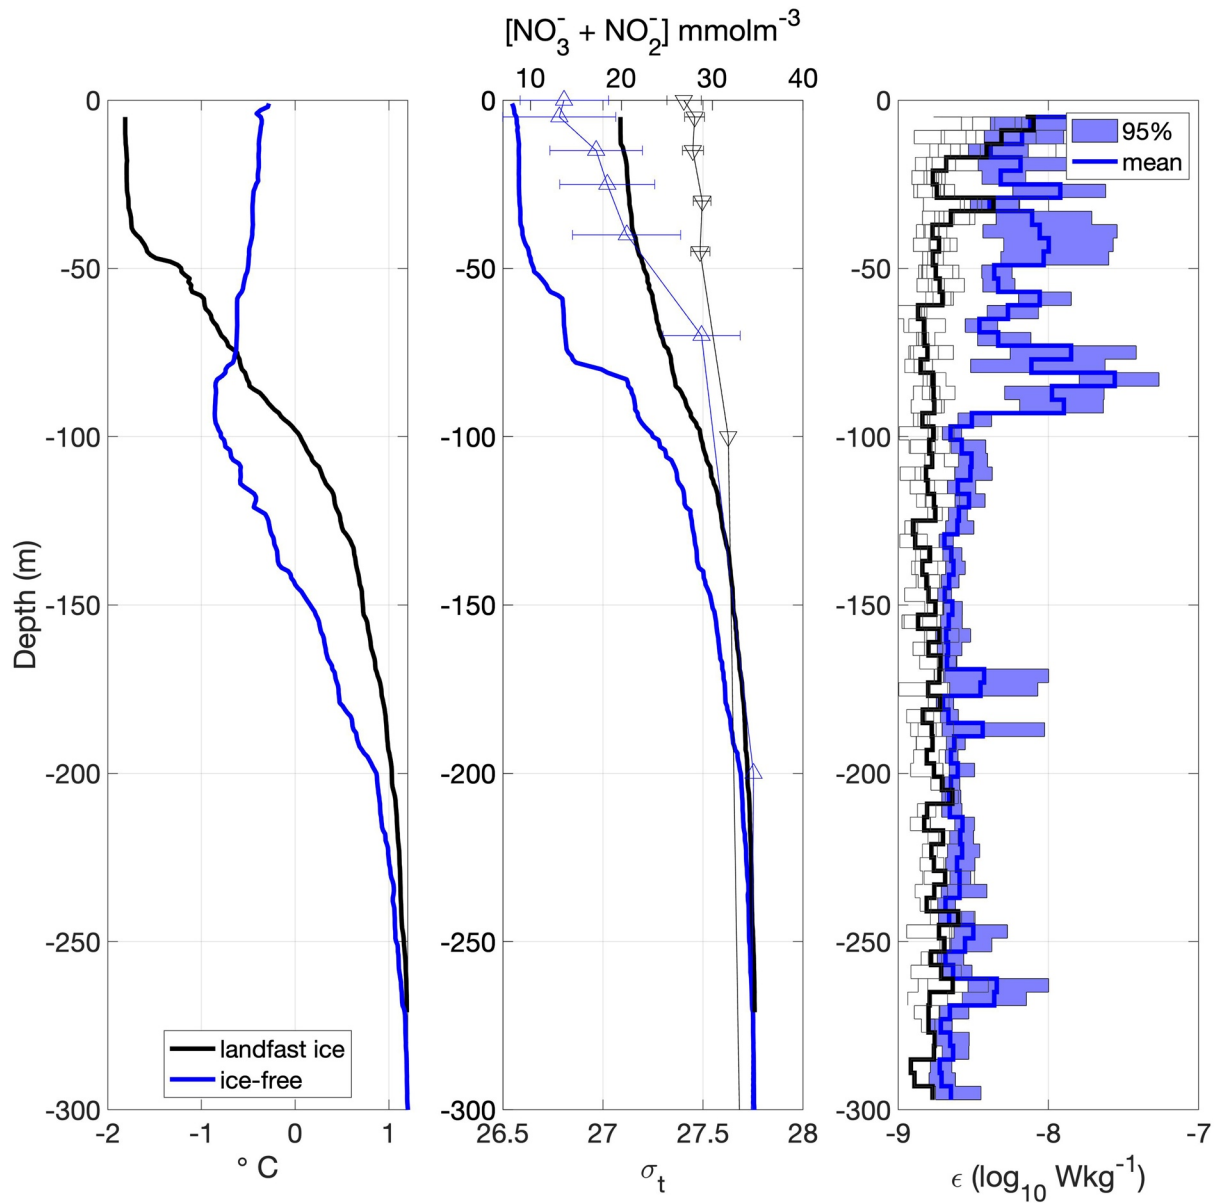 [NO₃⁻ + NO₂⁻] mmolm⁻³
10 20 30 40
0 0 0
-50 -50 -50
-100 -100 -100
-150 -150 -150
-200 -200 -200
-250 -250 -250
-300 -300 -300
Depth (m)
95%
mean
landfast ice
ice-free
-2 -1 0 1
26.5 27 27.5 28
-9 -8 -7
° C
σₜ
ϵ (log₁₀ Wkg⁻¹)